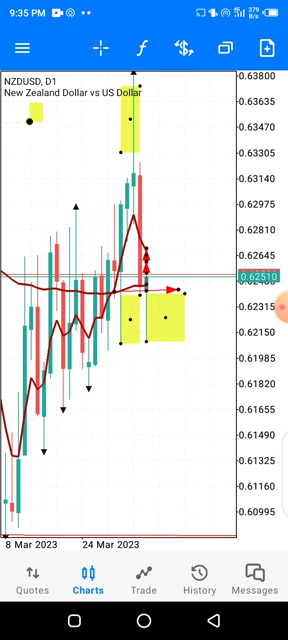 9:35 PM
379 B/s
NZDUSD, D1
New Zealand Dollar vs US Dollar
0.63800
0.63635
0.63470
0.63305
0.63140
0.62975
0.62810
0.62645
0.62510
0.62315
0.62150
0.61985
0.61820
0.61655
0.61490
0.61325
0.61160
0.60995
8 Mar 2023
24 Mar 2023
Quotes
Charts
Trade
History
Messages